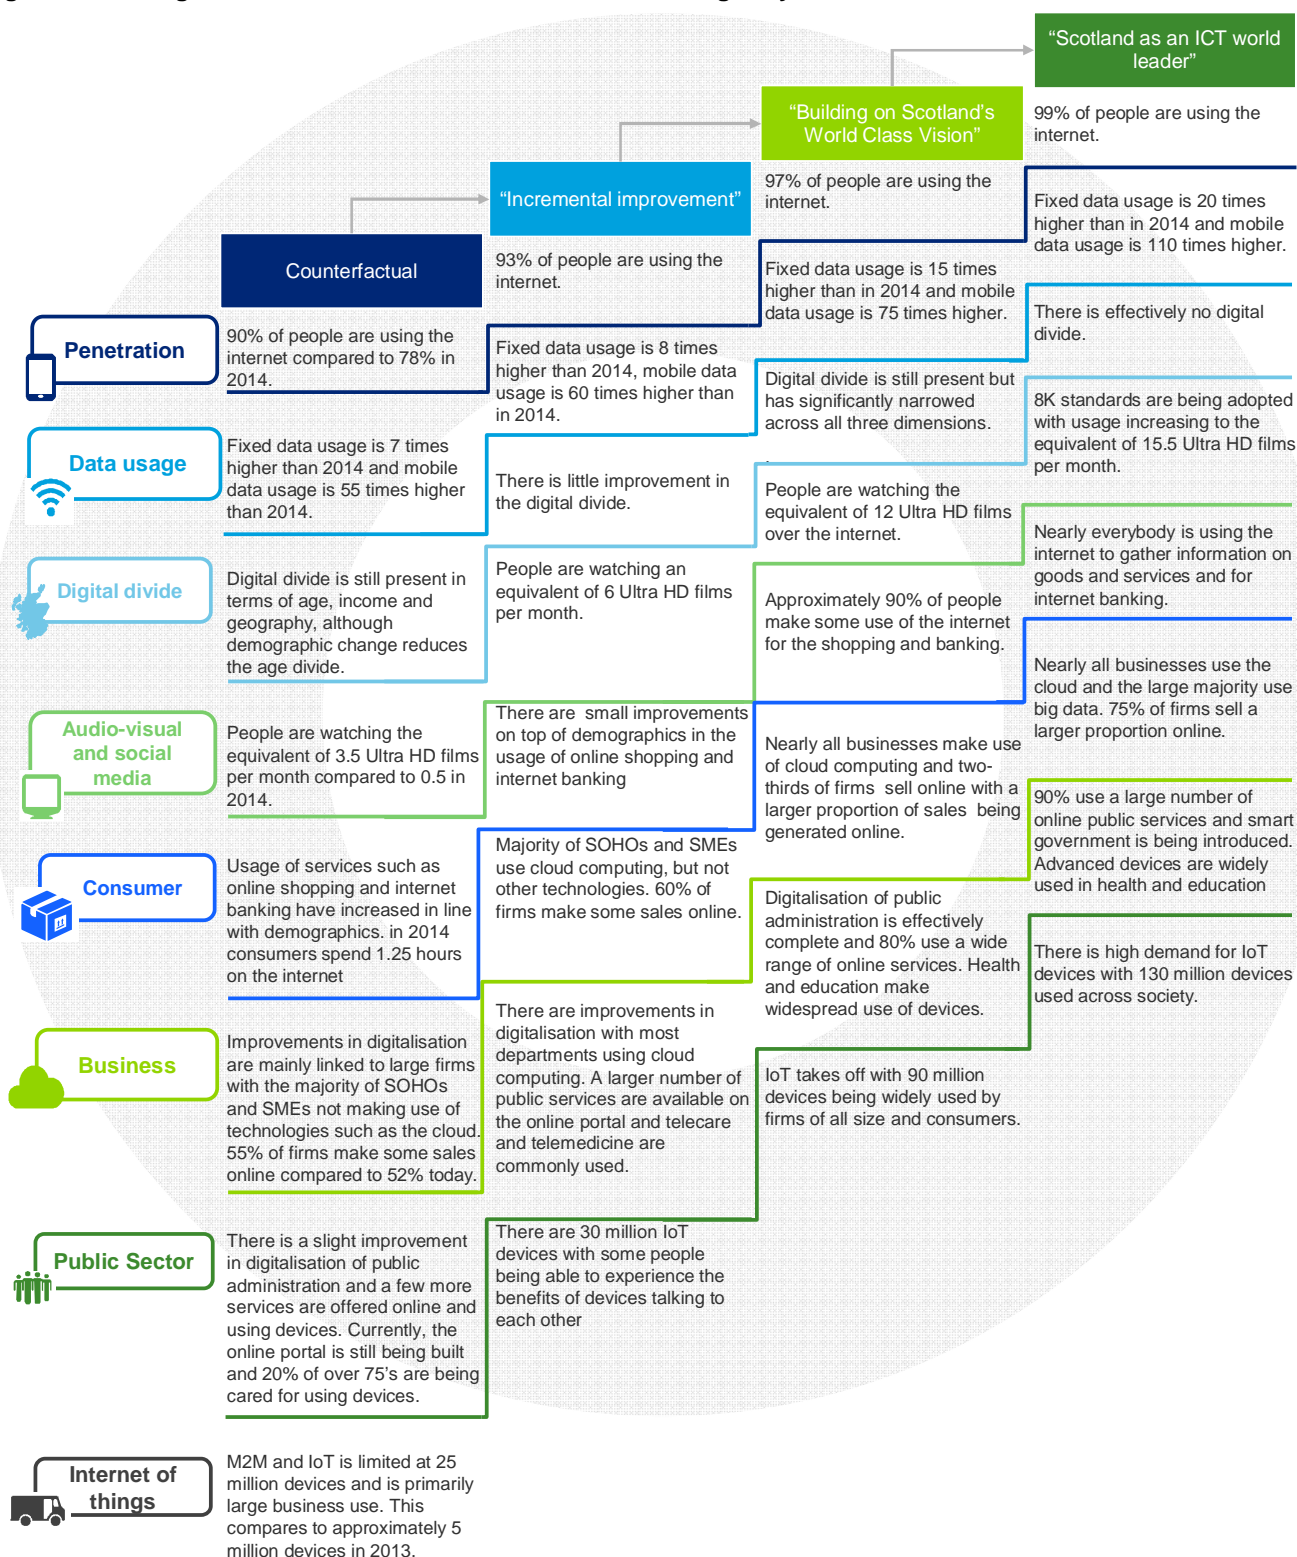 “Scotland as an ICT world
leader”
“Building on Scotland’s
World Class Vision”
“Incremental improvement”
Counterfactual
Penetration
90% of people are using the
internet compared to 78% in
2014.
93% of people are using the
internet.
97% of people are using the
internet.
99% of people are using the
internet.
Data usage
Fixed data usage is 7 times
higher than 2014 and mobile
data usage is 55 times higher
than 2014.
Fixed data usage is 8 times
higher than 2014, mobile data
usage is 60 times higher than
in 2014.
Fixed data usage is 15 times
higher than in 2014 and mobile
data usage is 75 times higher.
Fixed data usage is 20 times
higher than in 2014 and mobile
data usage is 110 times higher.
Digital divide
Digital divide is still present in
terms of age, income and
geography, although
demographic change reduces
the age divide.
There is little improvement in
the digital divide.
Digital divide is still present but
has significantly narrowed
across all three dimensions.
There is effectively no digital
divide.
Audio-visual
and social
media
People are watching the
equivalent of 3.5 Ultra HD films
per month compared to 0.5 in
2014.
People are watching an
equivalent of 6 Ultra HD films
per month.
People are watching the
equivalent of 12 Ultra HD films
over the internet.
8K standards are being adopted
with usage increasing to the
equivalent of 15.5 Ultra HD films
per month.
Consumer
Usage of services such as
online shopping and internet
banking have increased in line
with demographics. in 2014
consumers spend 1.25 hours
on the internet
There are small improvements
on top of demographics in the
usage of online shopping and
internet banking
Approximately 90% of people
make some use of the internet
for the shopping and banking.
Nearly everybody is using the
internet to gather information on
goods and services and for
internet banking.
Business
Improvements in digitalisation
are mainly linked to large firms
with the majority of SOHOs
and SMEs not making use of
technologies such as the cloud.
55% of firms make some sales
online compared to 52% today.
Majority of SOHOs and SMEs
use cloud computing, but not
other technologies. 60% of
firms make some sales online.
Nearly all businesses make use
of cloud computing and two-
thirds of firms sell online with a
larger proportion of sales being
generated online.
Nearly all businesses use the
cloud and the large majority use
big data. 75% of firms sell a
larger proportion online.
Public Sector
There is a slight improvement
in digitalisation of public
administration and a few more
services are offered online and
using devices. Currently, the
online portal is still being built
and 20% of over 75’s are being
cared for using devices.
There are improvements in
digitalisation with most
departments using cloud
computing. A larger number of
public services are available on
the online portal and telecare
and telemedicine are
commonly used.
Digitalisation of public
administration is effectively
complete and 80% use a wide
range of online services. Health
and education make
widespread use of devices.
90% use a large number of
online public services and smart
government is being introduced.
Advanced devices are widely
used in health and education
Internet of
things
M2M and IoT is limited at 25
million devices and is primarily
large business use. This
compares to approximately 5
million devices in 2013.
There are 30 million IoT
devices with some people
being able to experience the
benefits of devices talking to
each other
IoT takes off with 90 million
devices being widely used by
firms of all size and consumers.
There is high demand for IoT
devices with 130 million devices
used across society.